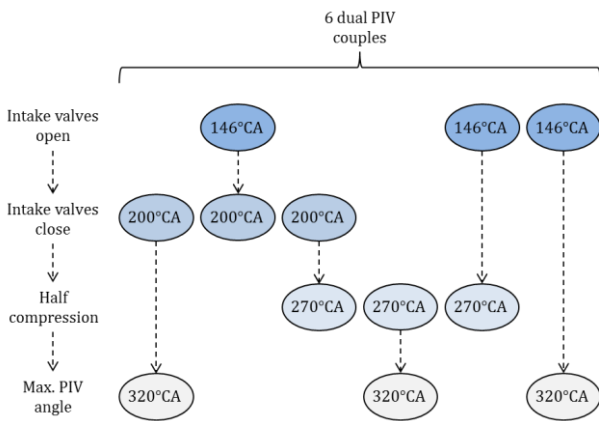 6 dual PIV
couples
Intake valves
open
146°CA
146°CA
146°CA
Intake valves
close
200°CA
200°CA
200°CA
Half
compression
270°CA
270°CA
270°CA
Max. PIV
angle
320°CA
320°CA
320°CA